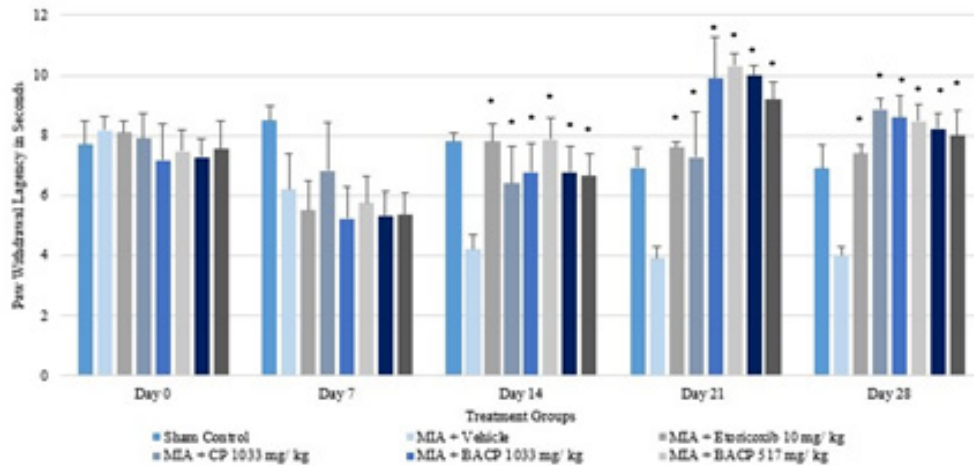 12
10
8
6
4
2
0
Paw Withdrawal Lagency in Seconds
* * * * * *
* * * * * *
* * * * * *
Day 0 Day 7 Day 14 Day 21 Day 28
Treatment Groups
Sham Control MIA + Vehicle MIA + Etoricoxib 10 mg/ kg
MIA + CP 1033 mg/ kg MIA + BACP 1033 mg/ kg MIA + BACP 517 mg/ kg